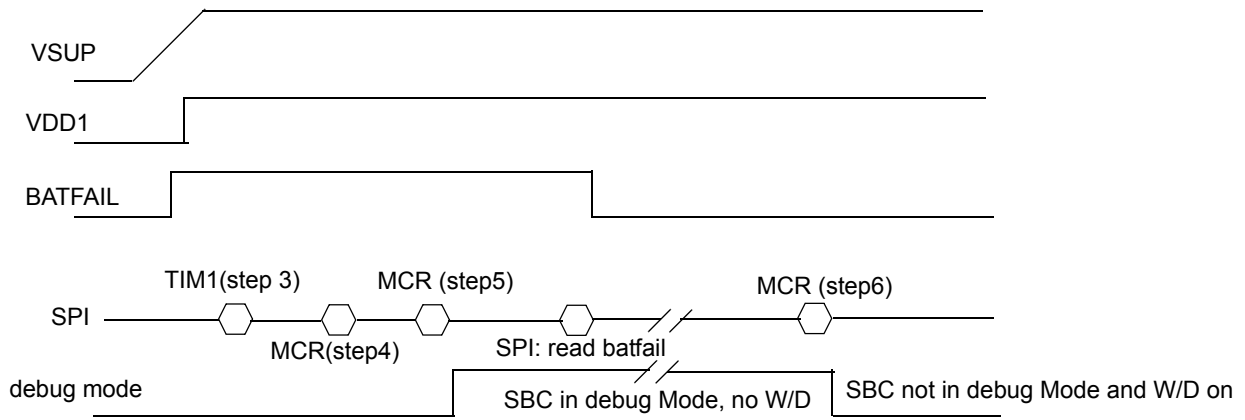 VSUP
VDD1
BATFAIL
TIM1(step 3)
MCR (step5)
MCR (step6)
SPI
MCR(step4)
SPI: read batfail
debug mode
SBC in debug Mode, no W/D
SBC not in debug Mode and W/D on